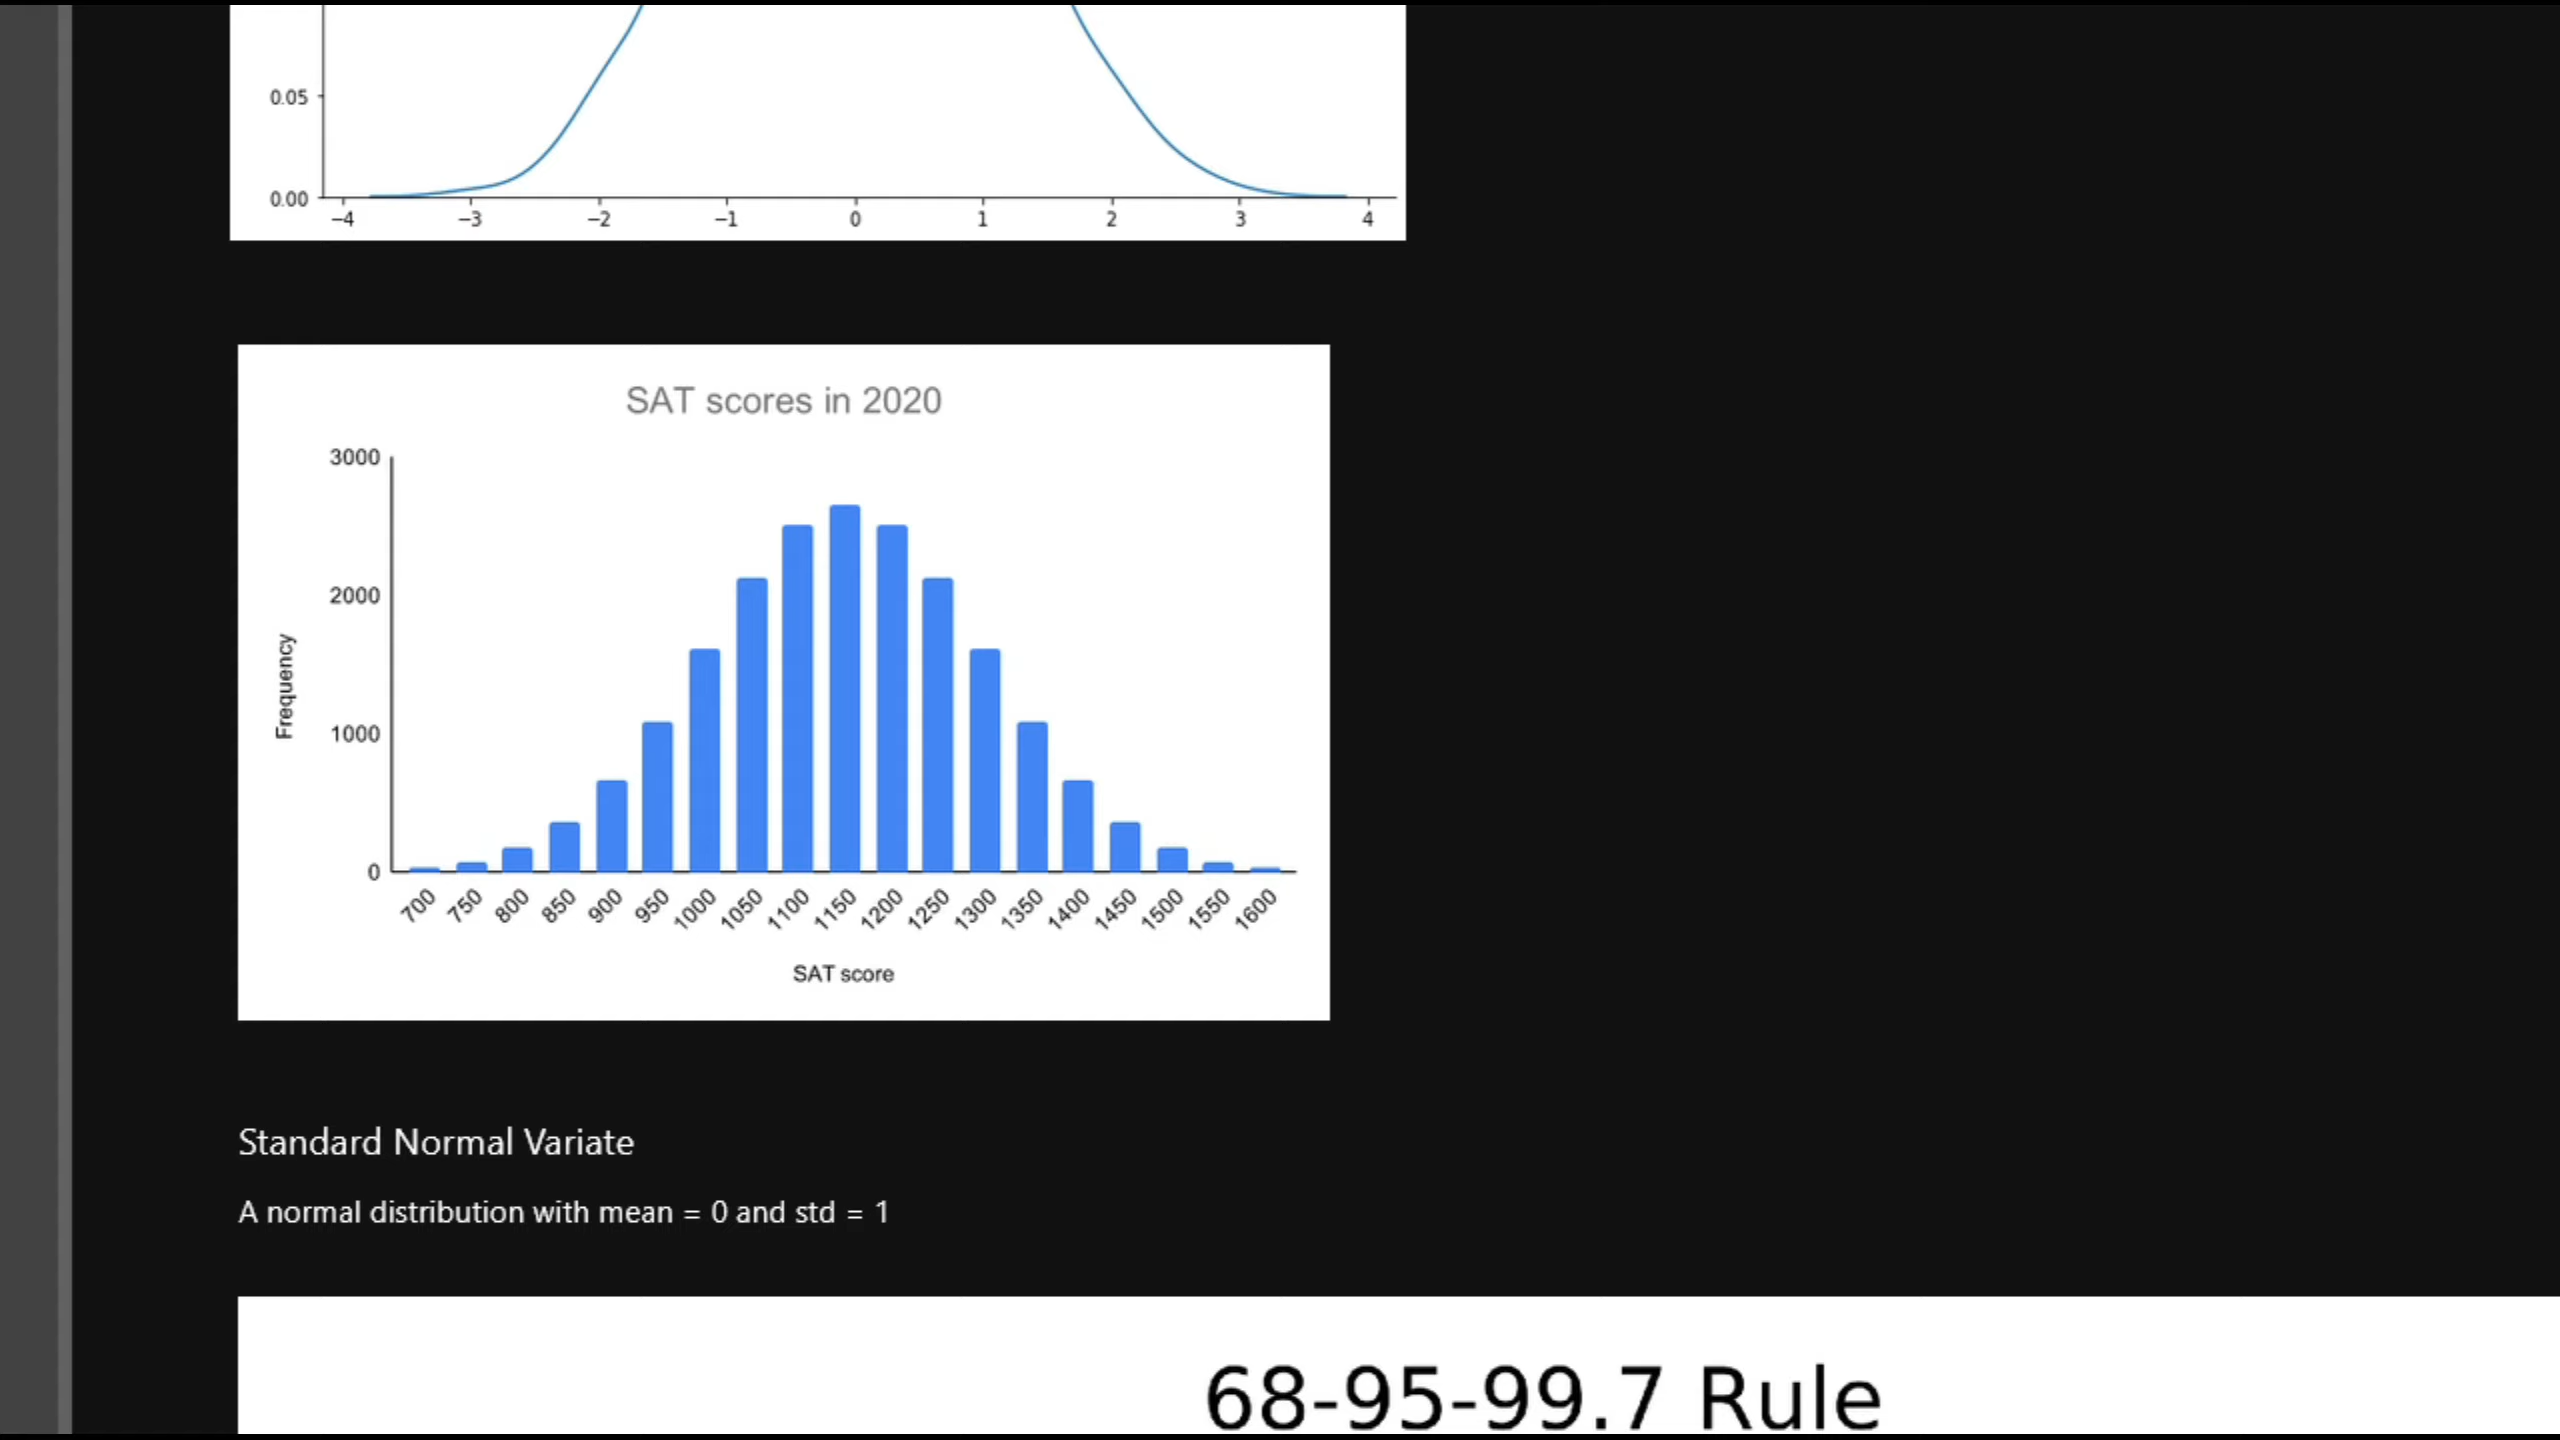 0.05
0.00
−4 −3 −2 −1 0 1 2 3 4
SAT scores in 2020
3000
2000
1000
0
Frequency
700 750 800 850 900 950 1000 1050 1100 1150 1200 1250 1300 1350 1400 1450 1500 1550 1600
SAT score
Standard Normal Variate
A normal distribution with mean = 0 and std = 1
68-95-99.7 Rule